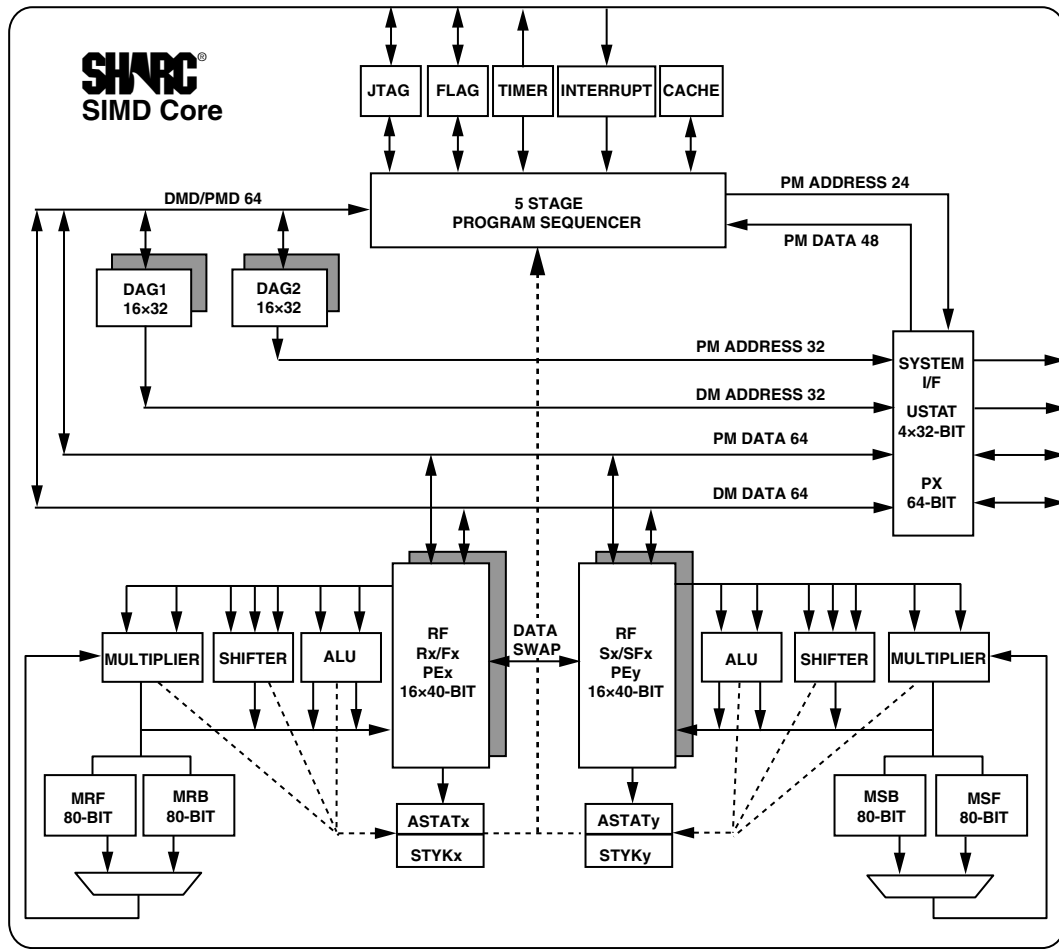 SHARC®
SIMD Core
JTAG
FLAG
TIMER
INTERRUPT
CACHE
DMD/PMD 64
5 STAGE
PROGRAM SEQUENCER
PM ADDRESS 24
PM DATA 48
DAG1
16×32
DAG2
16×32
PM ADDRESS 32
DM ADDRESS 32
PM DATA 64
DM DATA 64
SYSTEM
I/F
USTAT
4×32-BIT
PX
64-BIT
MULTIPLIER
SHIFTER
ALU
RF
Rx/Fx
PEx
16×40-BIT
DATA
SWAP
RF
Sx/SFx
PEy
16×40-BIT
ALU
SHIFTER
MULTIPLIER
MRF
80-BIT
MRB
80-BIT
ASTATx
STYKx
ASTATy
STYKy
MSB
80-BIT
MSF
80-BIT